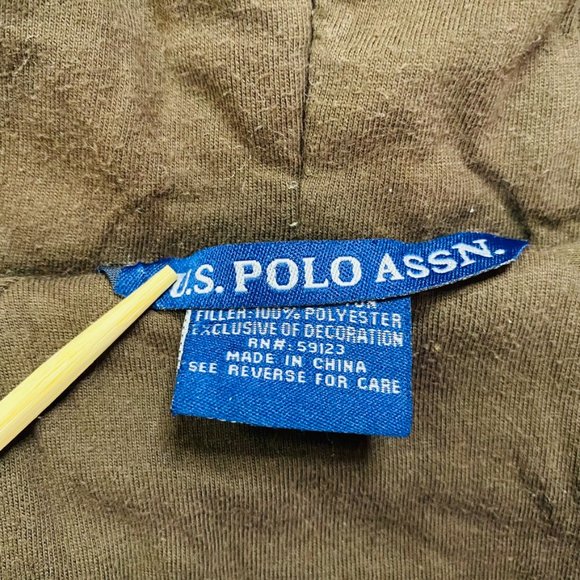 U.S. POLO ASSN.
FILLER: 100% POLYESTER
EXCLUSIVE OF DECORATION
RN#: 59123
MADE IN CHINA
SEE REVERSE FOR CARE